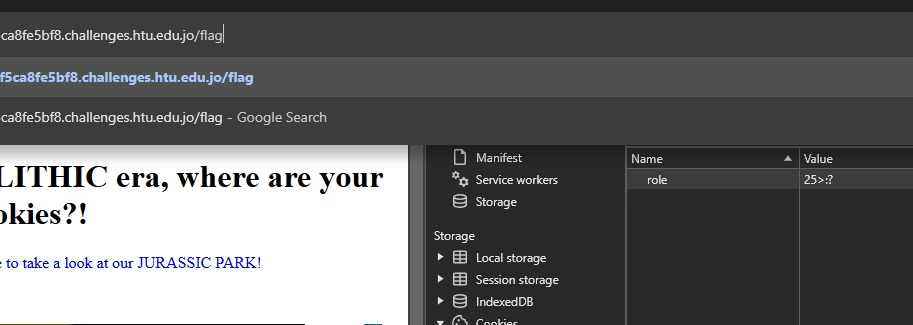 ca8fe5bf8.challenges.htu.edu.jo/flag
f5ca8fe5bf8.challenges.htu.edu.jo/flag
ca8fe5bf8.challenges.htu.edu.jo/flag - Google Search
LITHIC era, where are your
okies?!
e to take a look at our JURASSIC PARK!
Manifest
Service workers
Storage
Storage
Local storage
Session storage
IndexedDB
Cookies
Name Value
role 25>:?